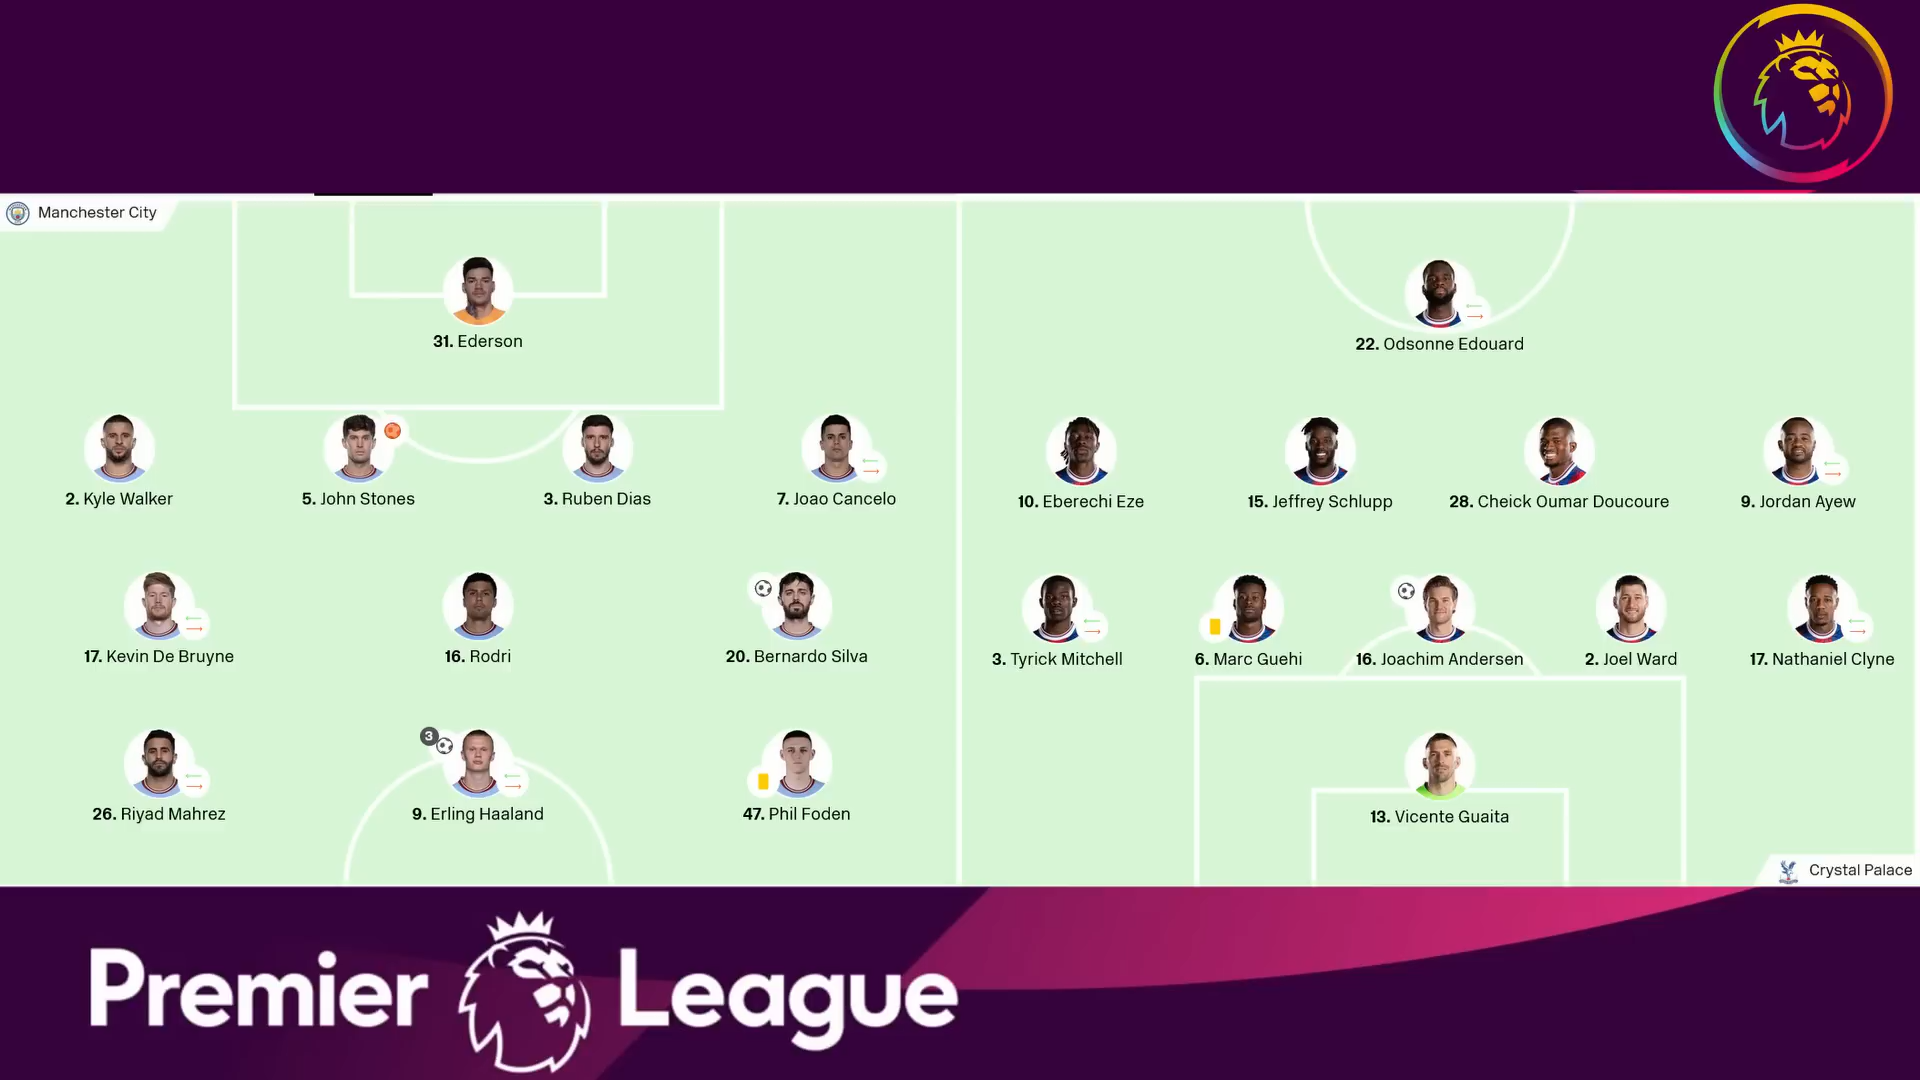 Manchester City
31. Ederson
22. Odsonne Edouard
2. Kyle Walker
5. John Stones
3. Ruben Dias
7. Joao Cancelo
10. Eberechi Eze
15. Jeffrey Schlupp
28. Cheick Oumar Doucoure
9. Jordan Ayew
17. Kevin De Bruyne
16. Rodri
20. Bernardo Silva
3. Tyrick Mitchell
6. Marc Guehi
16. Joachim Andersen
2. Joel Ward
17. Nathaniel Clyne
3
26. Riyad Mahrez
9. Erling Haaland
47. Phil Foden
13. Vicente Guaita
Crystal Palace
Premier League